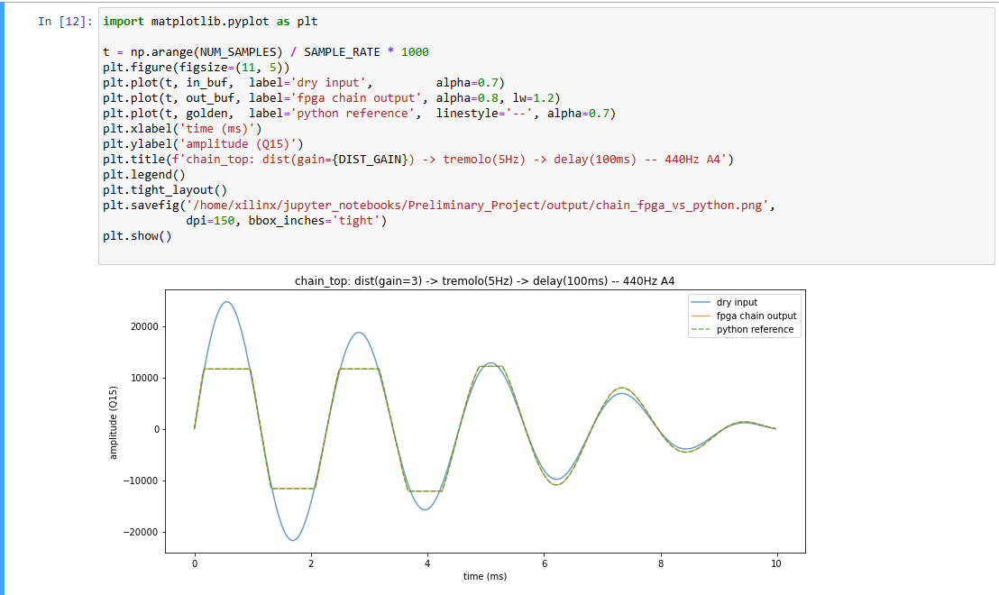 In [12]:
import matplotlib.pyplot as plt
t = np.arange(NUM_SAMPLES) / SAMPLE_RATE * 1000
plt.figure(figsize=(11, 5))
plt.plot(t, in_buf,  label='dry input',         alpha=0.7)
plt.plot(t, out_buf, label='fpga chain output', alpha=0.8, lw=1.2)
plt.plot(t, golden,  label='python reference',  linestyle='--', alpha=0.7)
plt.xlabel('time (ms)')
plt.ylabel('amplitude (Q15)')
plt.title(f'chain_top: dist(gain={DIST_GAIN}) -> tremolo(5Hz) -> delay(100ms) -- 440Hz A4')
plt.legend()
plt.tight_layout()
plt.savefig('/home/xilinx/jupyter_notebooks/Preliminary_Project/output/chain_fpga_vs_python.png',
            dpi=150, bbox_inches='tight')
plt.show()
chain_top: dist(gain=3) -> tremolo(5Hz) -> delay(100ms) -- 440Hz A4
dry input
fpga chain output
python reference
amplitude (Q15)
20000
10000
0
−10000
−20000
0 2 4 6 8 10
time (ms)